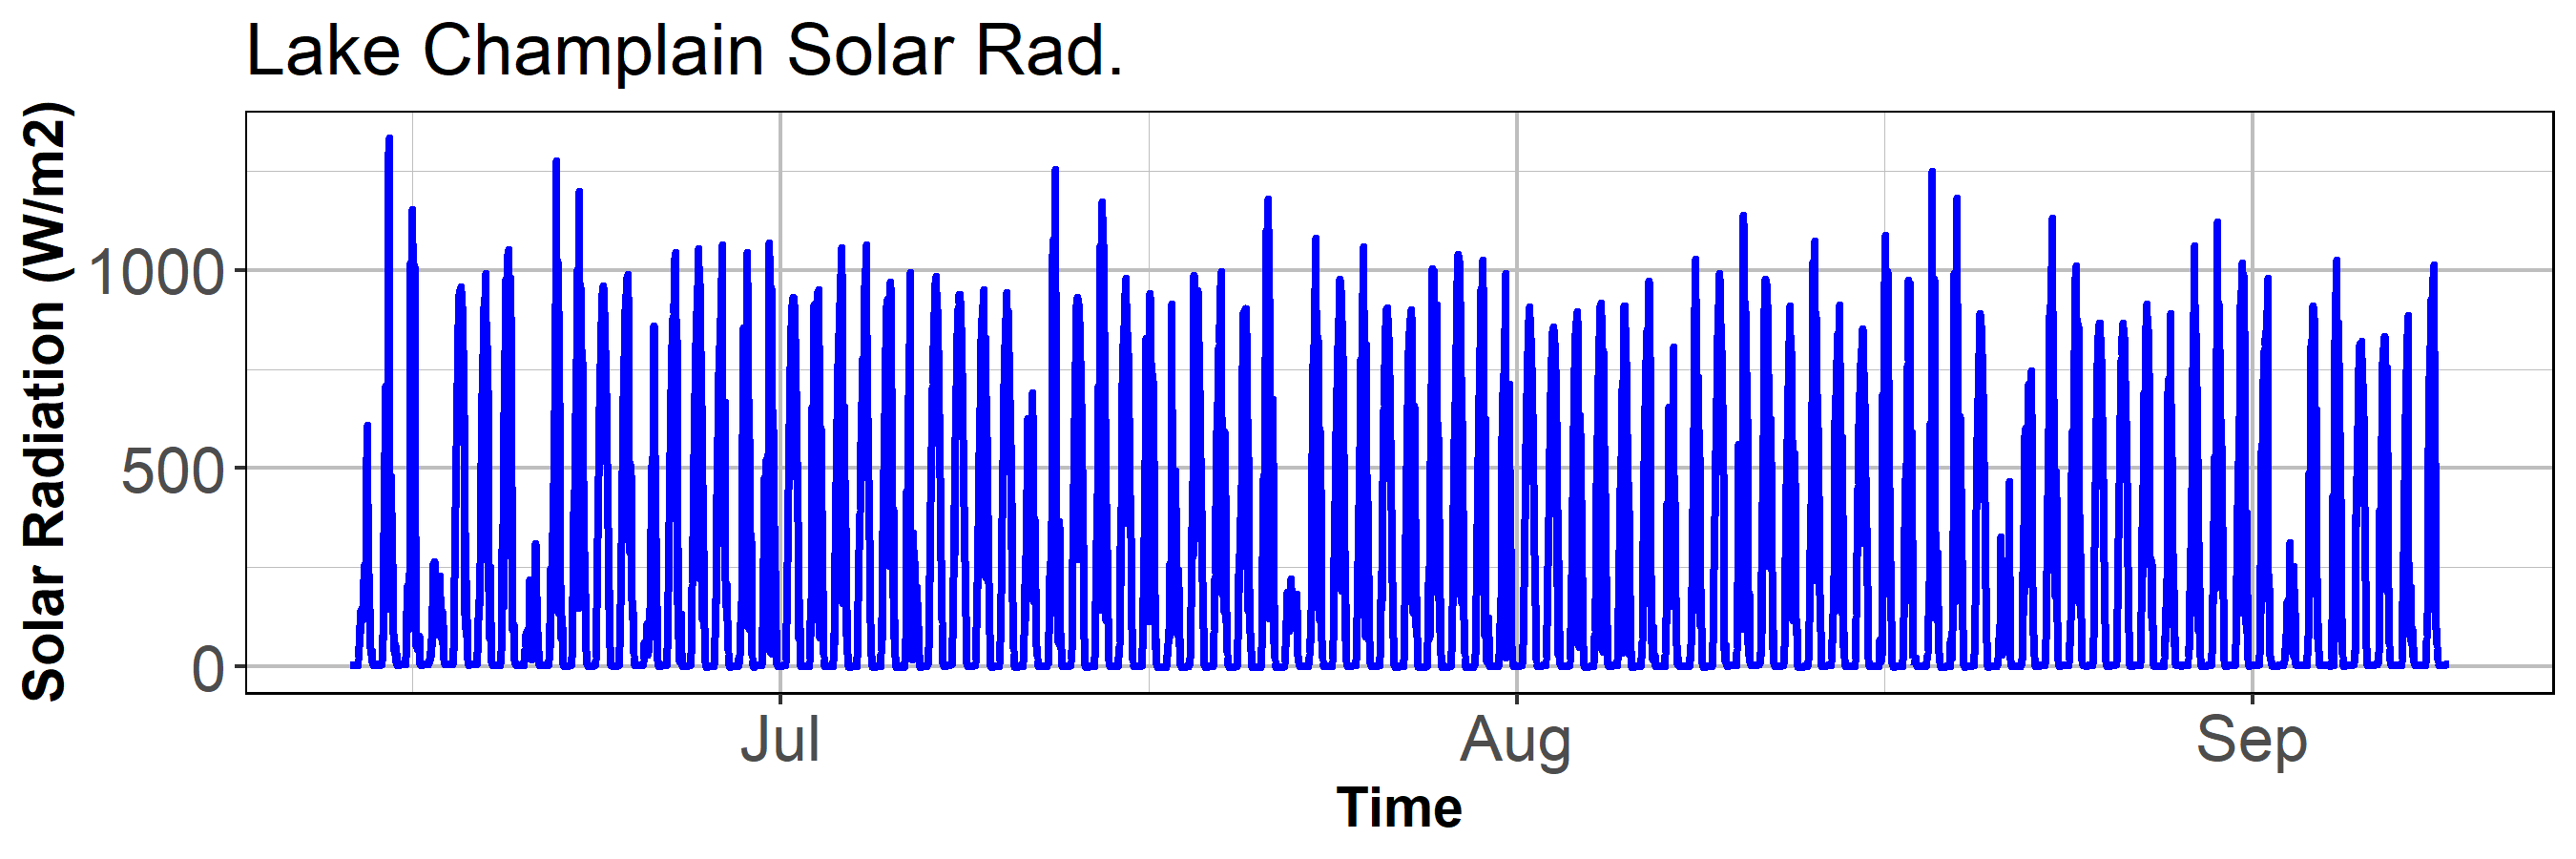 Lake Champlain Solar Rad.
Solar Radiation (W/m2)
1000
500
0
Jul Aug Sep
Time